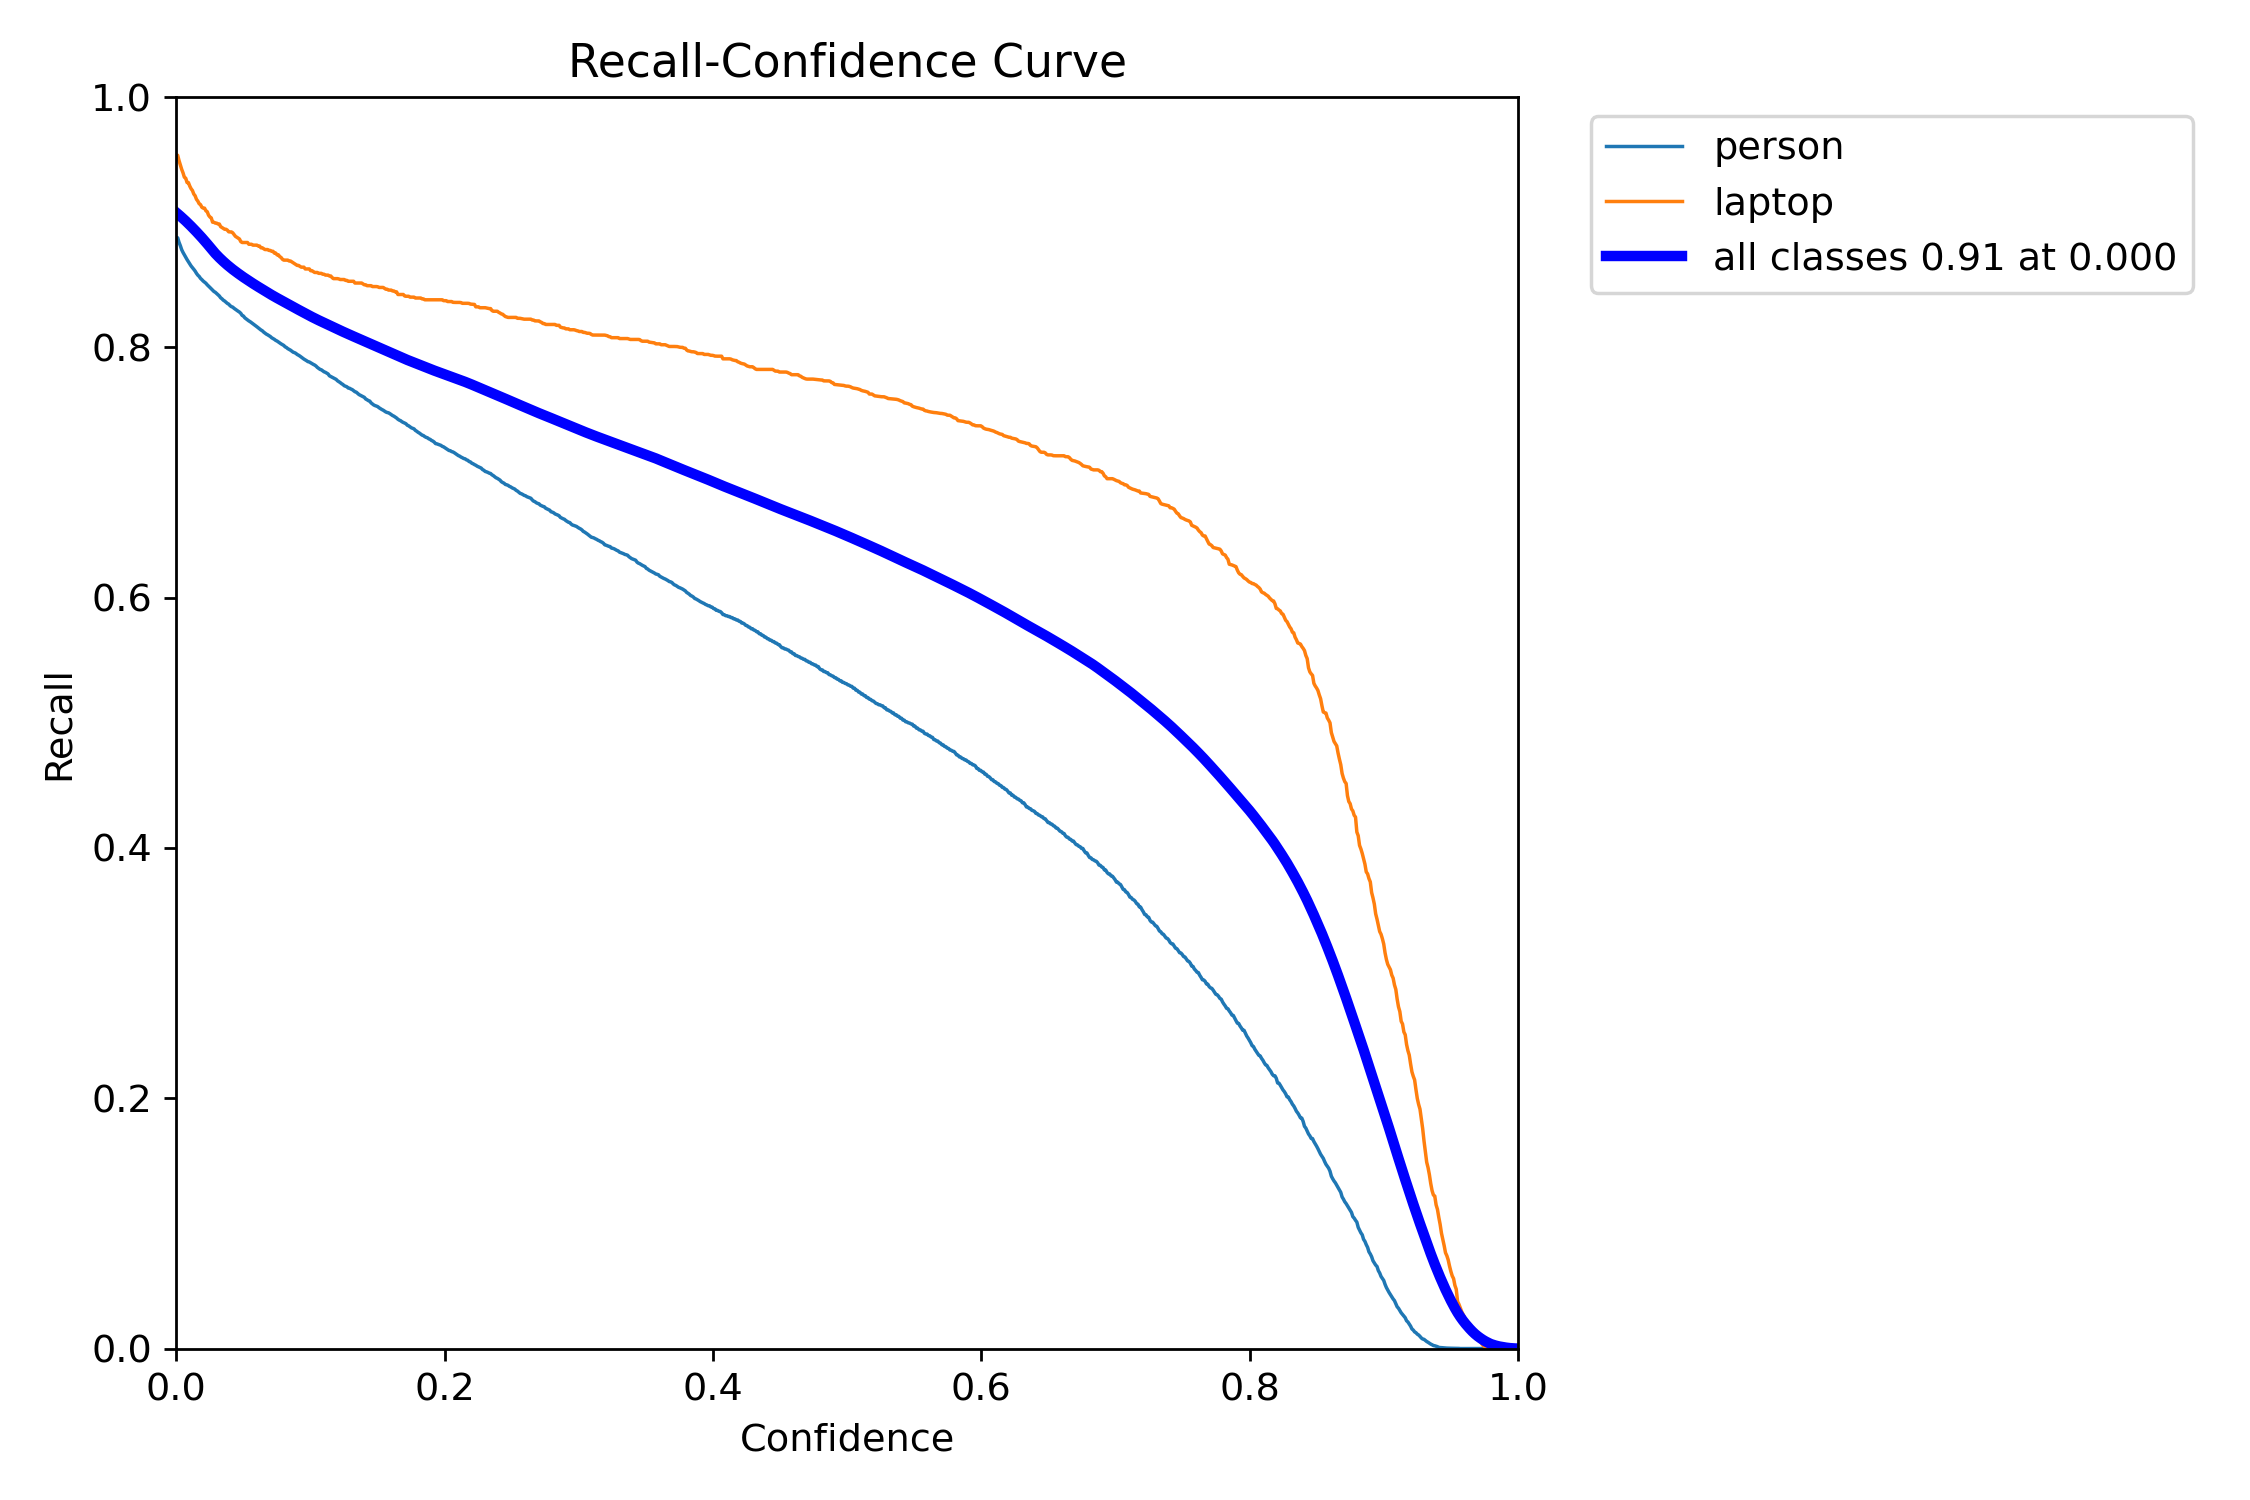 Recall-Confidence Curve
1.0
0.8
0.6
0.4
0.2
0.0
Recall
0.0 0.2 0.4 0.6 0.8 1.0
Confidence
person
laptop
all classes 0.91 at 0.000